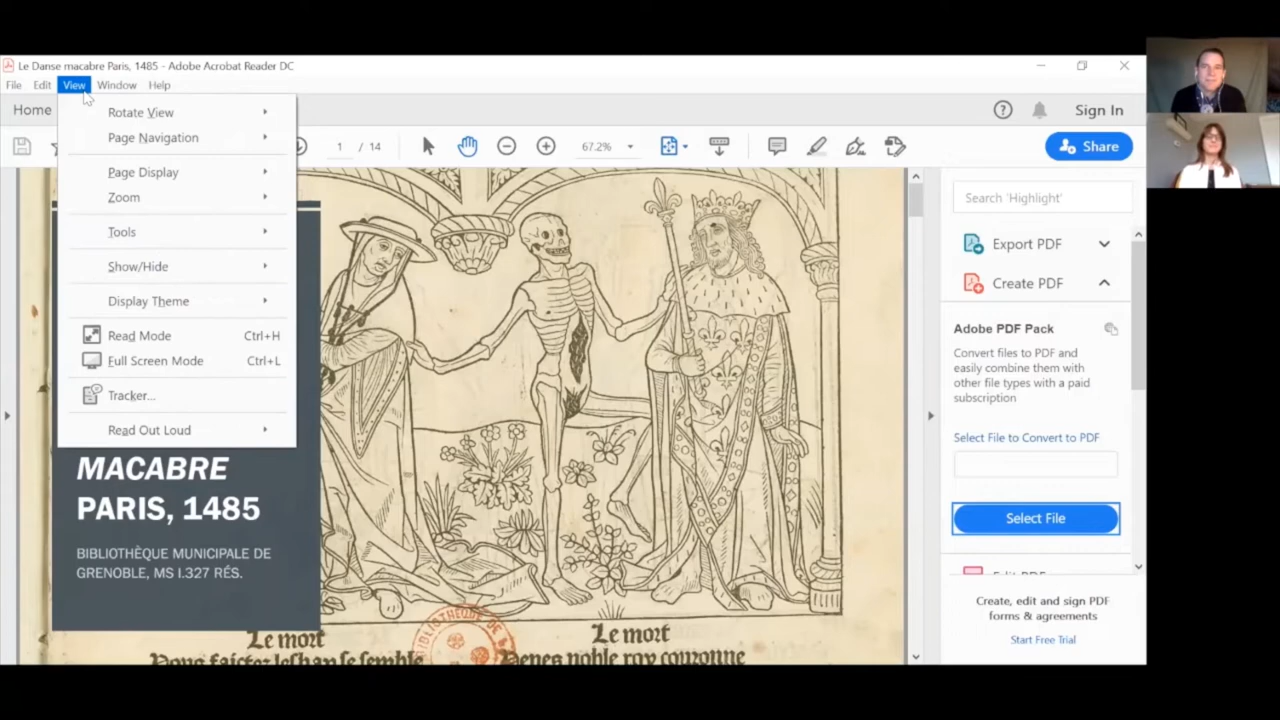 Le Danse macabre Paris, 1485 - Adobe Acrobat Reader DC
File Edit View Window Help
Home
Sign In
1 / 14
67.2%
Share
Rotate View
Page Navigation
Page Display
Zoom
Tools
Show/Hide
Display Theme
Read Mode Ctrl+H
Full Screen Mode Ctrl+L
Tracker...
Read Out Loud
MACABRE
PARIS, 1485
BIBLIOTHÈQUE MUNICIPALE DE
GRENOBLE, MS I.327 RÉS.
Le mort
Le mort
Search 'Highlight'
Export PDF
Create PDF
Adobe PDF Pack
Convert files to PDF and
easily combine them with
other file types with a paid
subscription
Select File to Convert to PDF
Select File
Edit PDF
Create, edit and sign PDF
forms & agreements
Start Free Trial